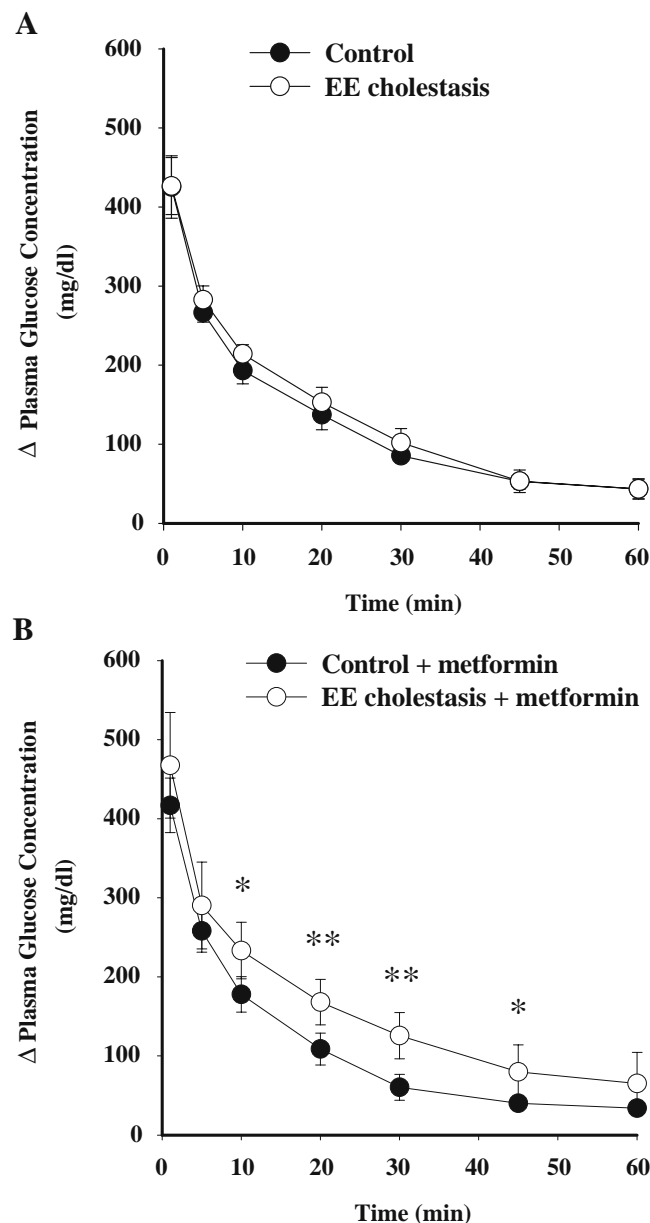 A
Control
EE cholestasis
600
500
400
300
200
100
0
Δ Plasma Glucose Concentration
(mg/dl)
0 10 20 30 40 50 60
Time (min)
B
Control + metformin
EE cholestasis + metformin
600
500
400
300
200
100
0
Δ Plasma Glucose Concentration
(mg/dl)
* ** ** *
0 10 20 30 40 50 60
Time (min)